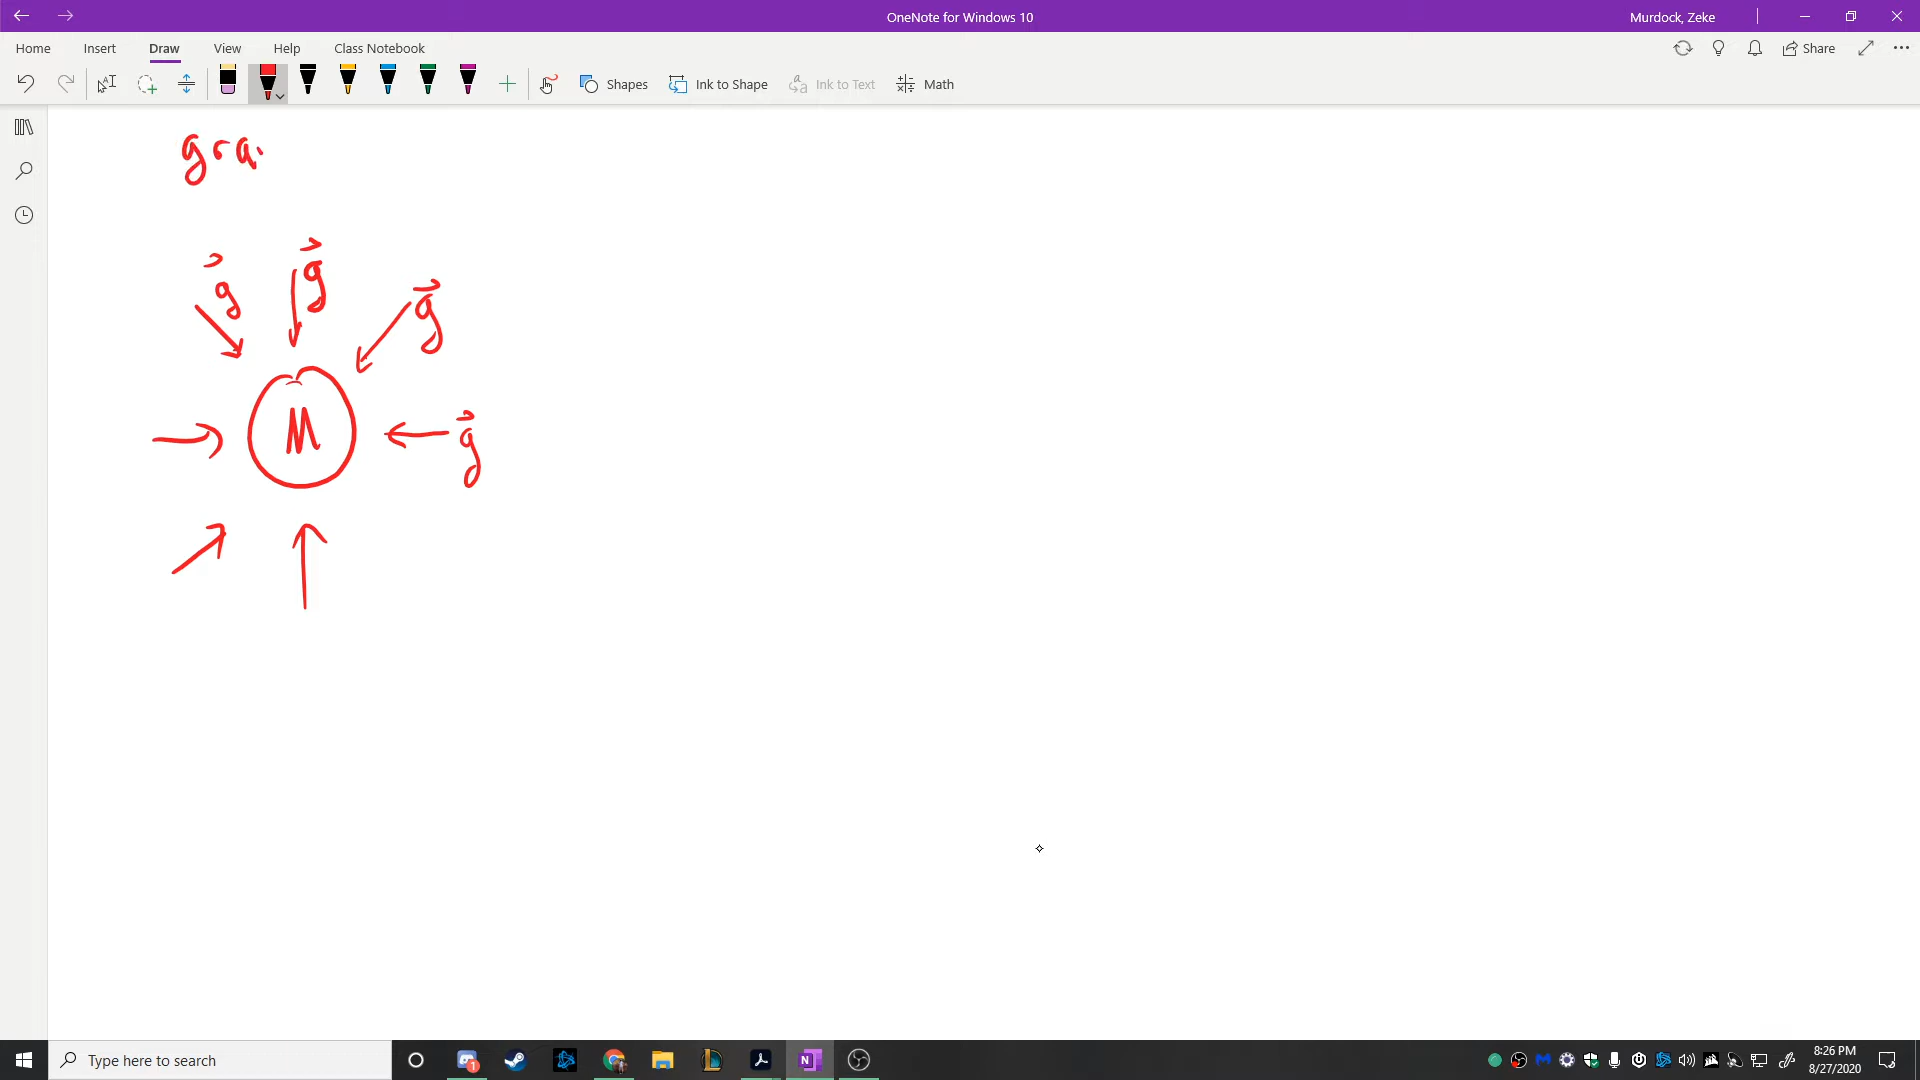 OneNote for Windows 10
Murdock, Zeke
Home Insert Draw View Help Class Notebook
Share
Shapes Ink to Shape Ink to Text Math
gra
g g g
M g
Type here to search
8:26 PM
8/27/2020